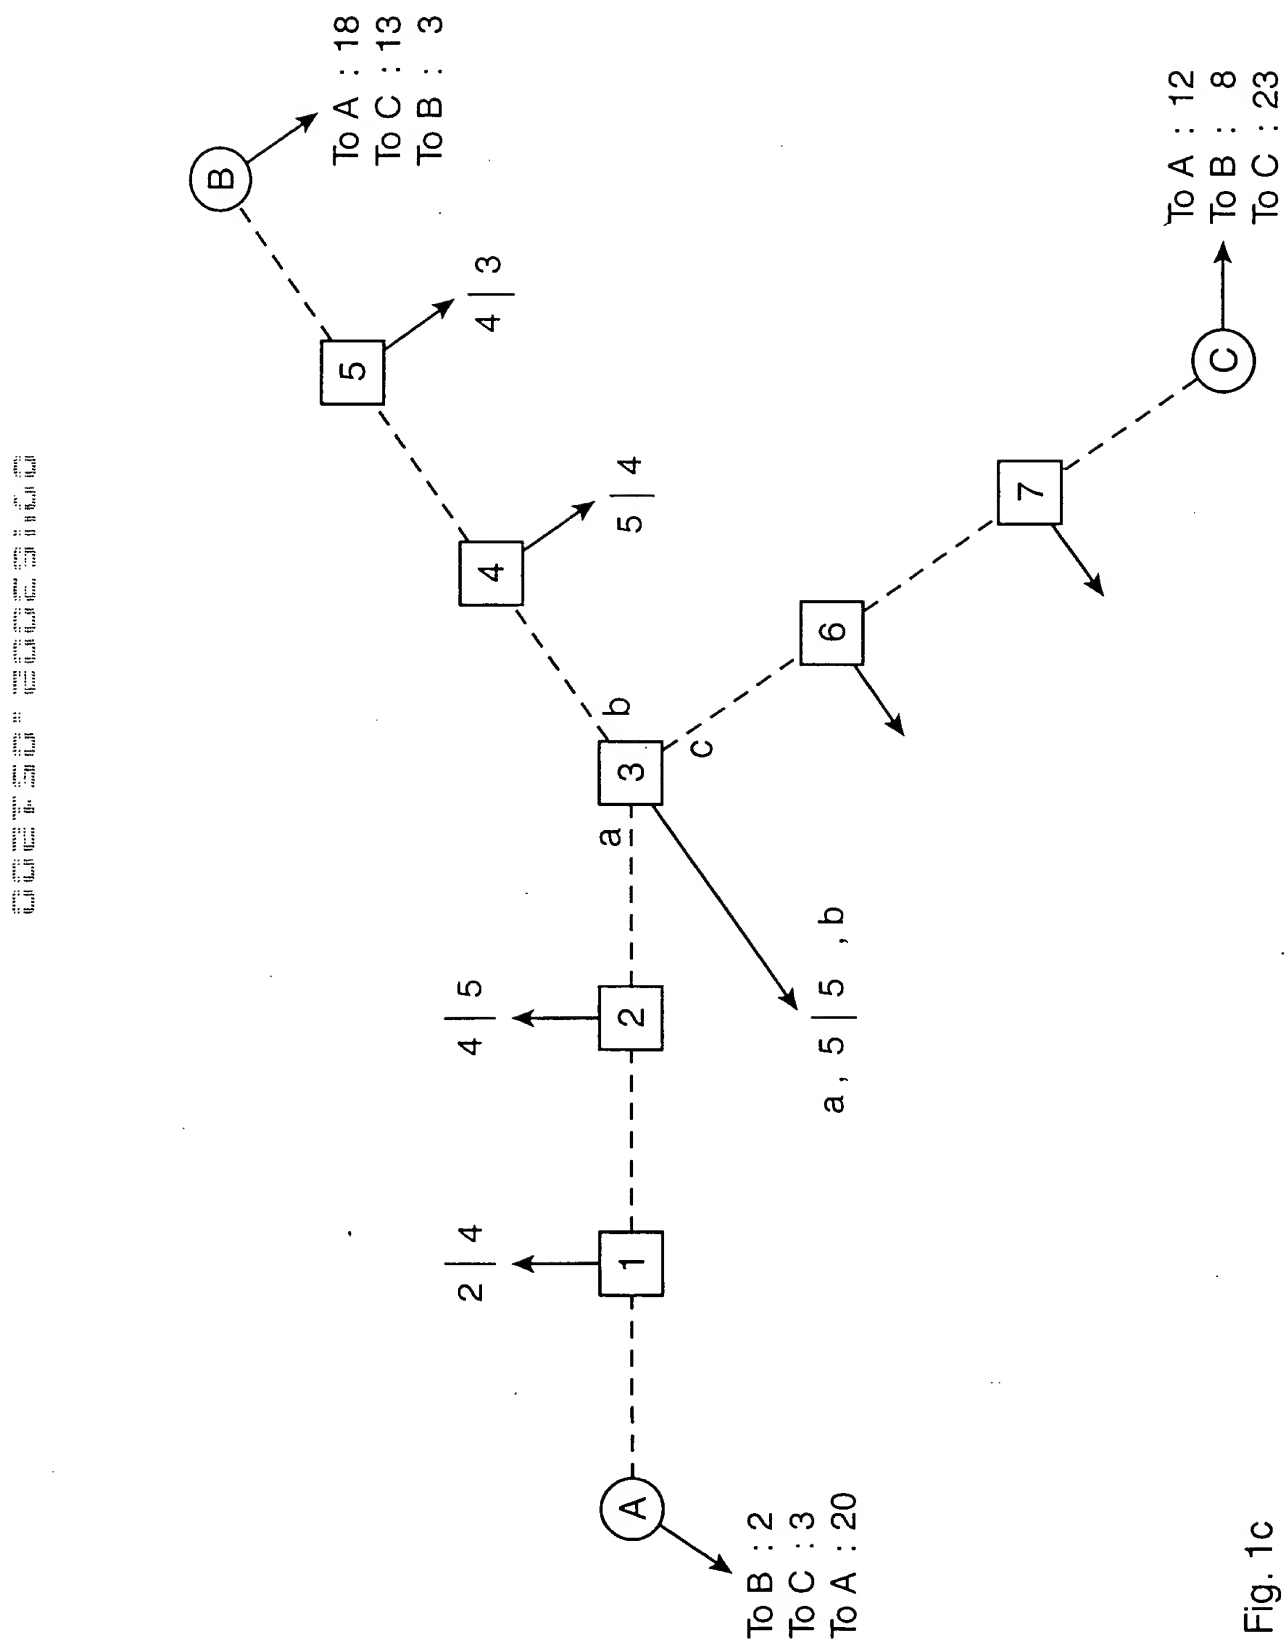 B
To A : 18
To C : 13
To B : 3
5
4 | 3
4
5 | 4
2 | 4
4 | 5
A
1
2
a
3
b
c
To B : 2
To C : 3
To A : 20
a, 5 | 5 , b
6
7
C
To A : 12
To B : 8
To C : 23
Fig. 1c